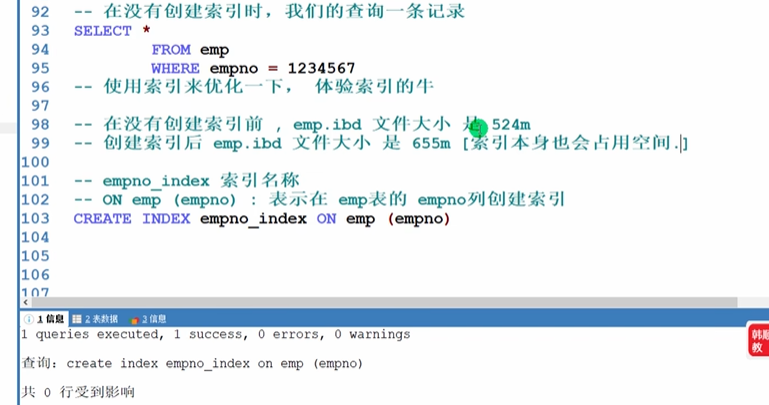 92 -- 在没有创建索引时，我们的查询一条记录
93 SELECT *
94 FROM emp
95 WHERE empno = 1234567
96 -- 使用索引来优化一下， 体验索引的牛
97
98 -- 在没有创建索引前 , emp.ibd 文件大小 是 524m
99 -- 创建索引后 emp.ibd 文件大小 是 655m [索引本身也会占用空间.]
100
101 -- empno_index 索引名称
102 -- ON emp (empno) : 表示在 emp表的 empno列创建索引
103 CREATE INDEX empno_index ON emp (empno)
104
105
106
107
1 信息 2 表数据 3 信息
1 queries executed, 1 success, 0 errors, 0 warnings
查询: create index empno_index on emp (empno)
共 0 行受到影响
韩顺
教